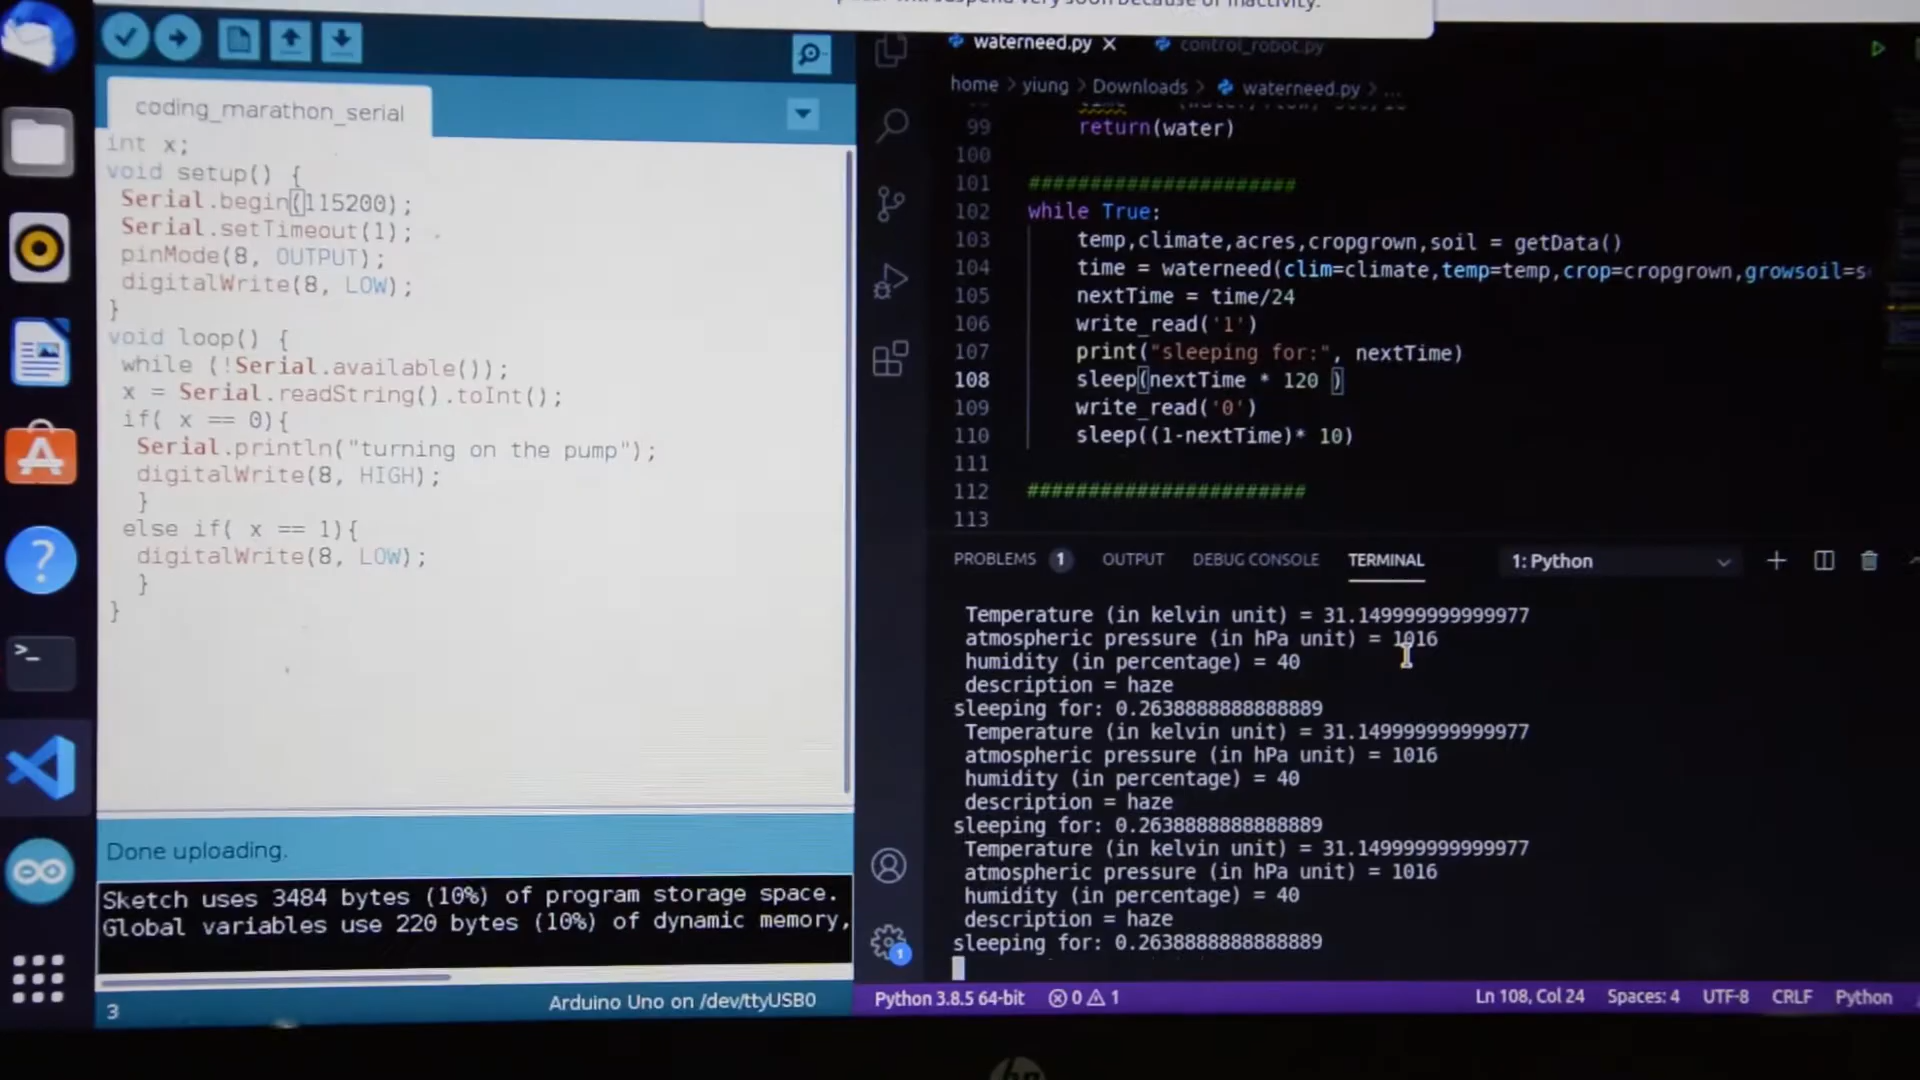 very soon because of inactivity.
coding_marathon_serial
int x;
void setup() {
Serial.begin(115200);
Serial.setTimeout(1);
pinMode(8, OUTPUT);
digitalWrite(8, LOW);
}
void loop() {
while (!Serial.available());
x = Serial.readString().toInt();
if( x == 0){
Serial.println("turning on the pump");
digitalWrite(8, HIGH);
}
else if( x == 1){
digitalWrite(8, LOW);
}
}
Done uploading.
Sketch uses 3484 bytes (10%) of program storage space.
Global variables use 220 bytes (10%) of dynamic memory,
3
Arduino Uno on /dev/ttyUSB0
waterneed.py
control_robot.py
home > yiung > Downloads > waterneed.py > ...
99 return(water)
100
101 ######################
102 while True:
103 temp,climate,acres,cropgrown,soil = getData()
104 time = waterneed(clim=climate,temp=temp,crop=cropgrown,growsoil=s
105 nextTime = time/24
106 write_read('1')
107 print("sleeping for:", nextTime)
108 sleep(nextTime * 120 )
109 write_read('0')
110 sleep((1-nextTime)* 10)
111
112 #######################
113
PROBLEMS 1 OUTPUT DEBUG CONSOLE TERMINAL 1: Python
Temperature (in kelvin unit) = 31.149999999999977
atmospheric pressure (in hPa unit) = 1016
humidity (in percentage) = 40
description = haze
sleeping for: 0.2638888888888889
Temperature (in kelvin unit) = 31.149999999999977
atmospheric pressure (in hPa unit) = 1016
humidity (in percentage) = 40
description = haze
sleeping for: 0.2638888888888889
Temperature (in kelvin unit) = 31.149999999999977
atmospheric pressure (in hPa unit) = 1016
humidity (in percentage) = 40
description = haze
sleeping for: 0.2638888888888889
1
Python 3.8.5 64-bit 0 1 Ln 108, Col 24 Spaces: 4 UTF-8 CRLF Python
hp